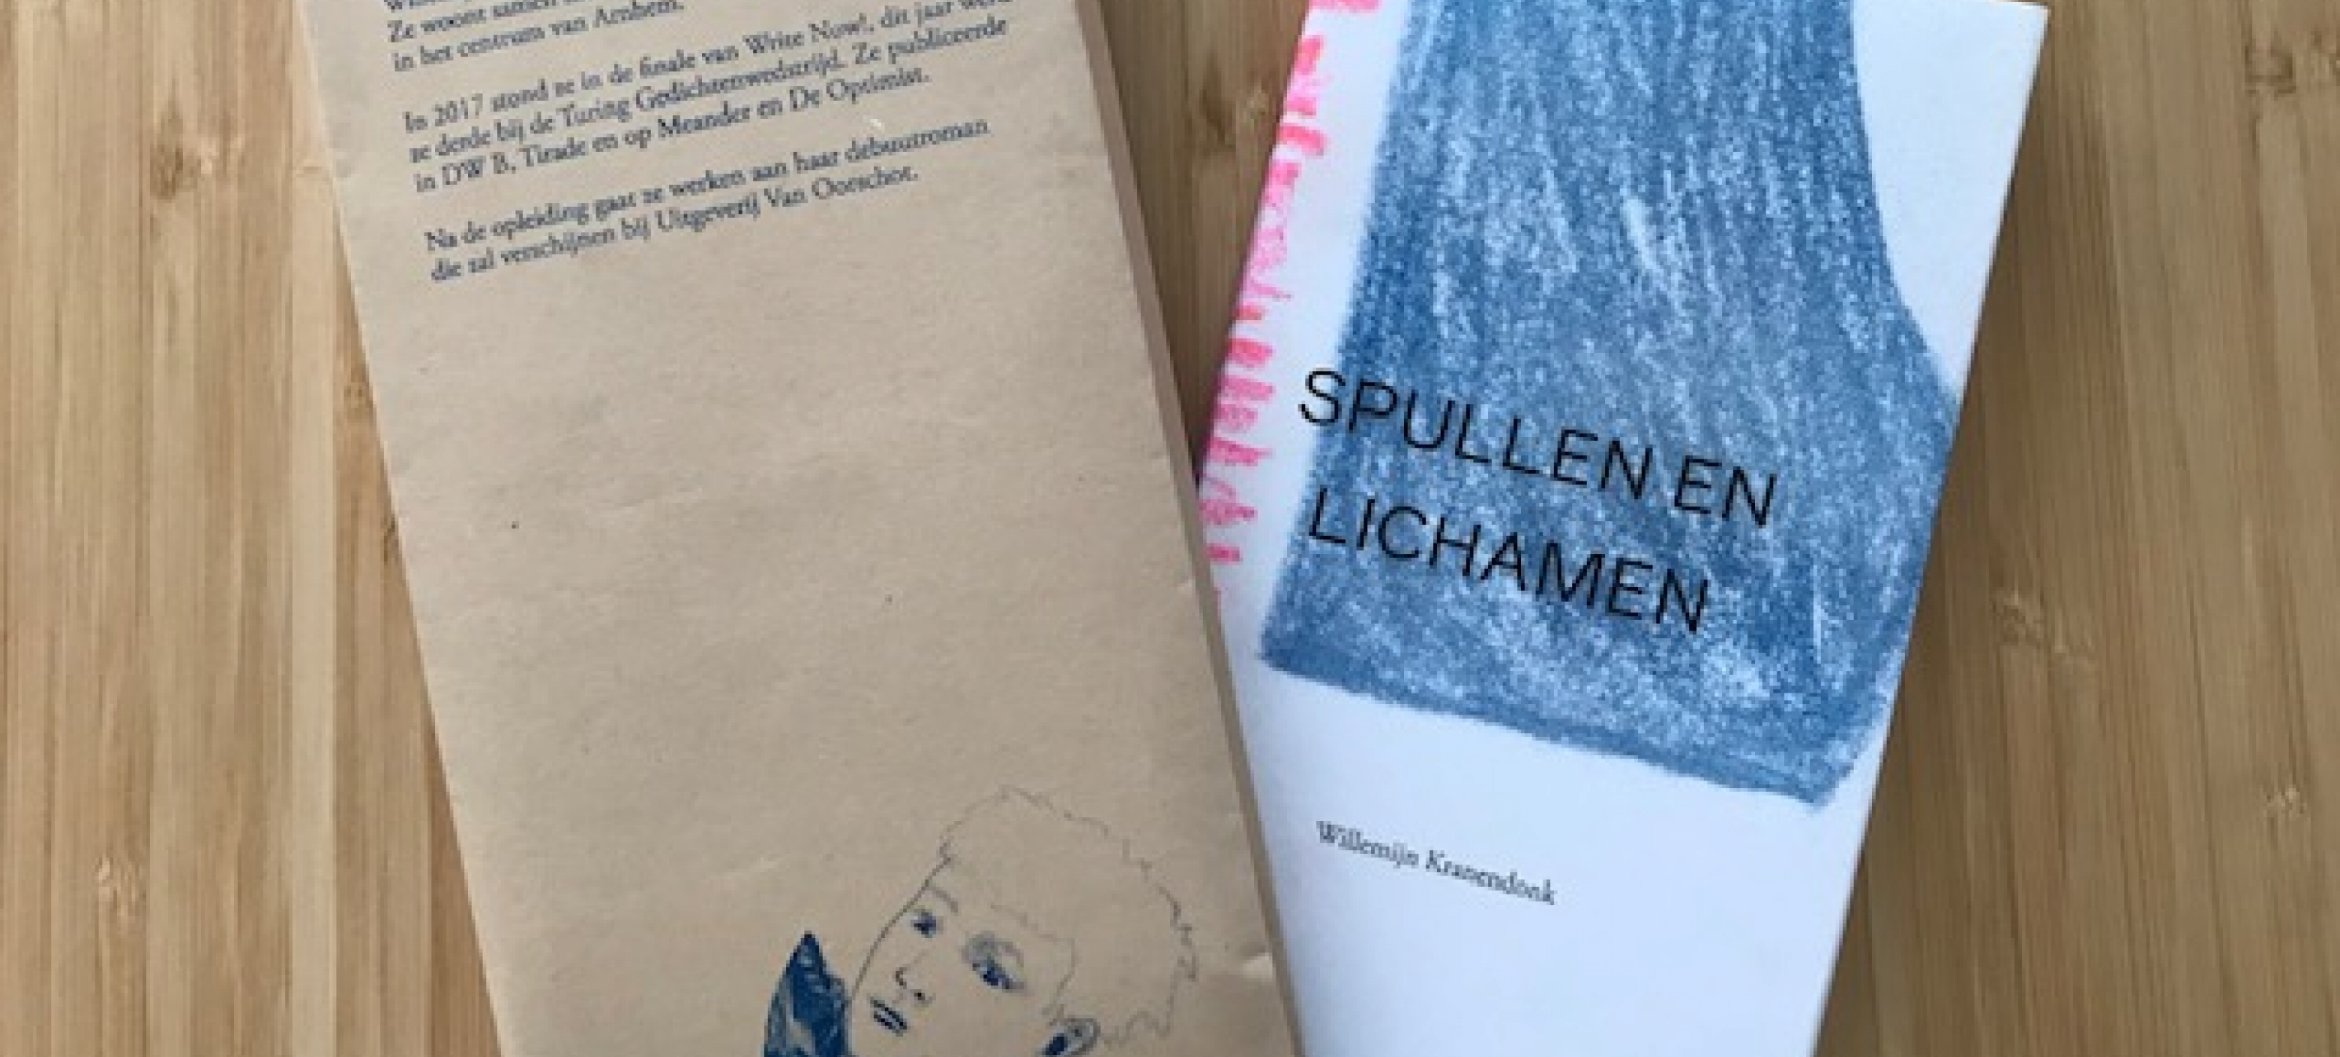 Ze woont samen
in het centrum van Arnhem.
In 2017 stond ze in de finale van Write Now!, dit jaar werd
ze derde bij de Turing Gedichtenwedstrijd. Ze publiceerde
in DW B, Tirade en op Meander en De Optimist.
Na de opleiding gaat ze werken aan haar debuutroman
die zal verschijnen bij Uitgeverij Van Oorschot.
SPULLEN EN
LICHAMEN
Willemijn Kranendonk